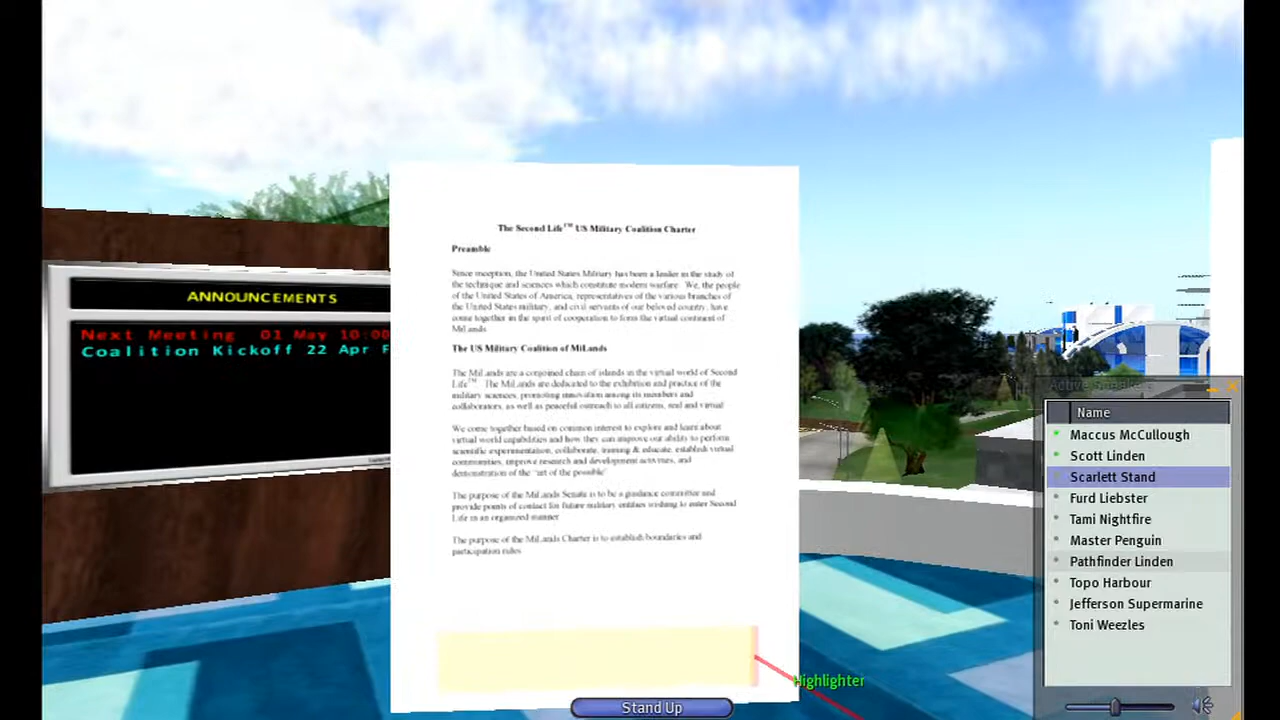 The Second Life™ US Military Coalition Charter
Preamble
Since inception, the United States Military has been a leader in the study of
the technique and sciences which constitute modern warfare. We, the people
of the United States of America, representatives of the various branches of
the United States military, and civil servants of our beloved country, have
come together in the spirit of cooperation to form the virtual continent of
MiLands
The US Military Coalition of MiLands
The MiLands are a conjoined chain of islands in the virtual world of Second
Life™. The MiLands are dedicated to the exhibition and practice of the
military sciences, promoting innovation among its members and
collaborators, as well as peaceful outreach to all citizens, real and virtual
We come together based on common interest to explore and learn about
virtual world capabilities and how they can improve our ability to perform
scientific experimentation, collaborate, training & educate, establish virtual
communities, improve research and development activities, and
demonstration of the "art of the possible"
The purpose of the MiLands Senate is to be a guidance committee and
provide points of contact for future military entities wishing to enter Second
Life in an organized manner
The purpose of the MiLands Charter is to establish boundaries and
participation rules
ANNOUNCEMENTS
Next Meeting 01 May 10:00
Coalition Kickoff 22 Apr F
Active Speakers
Name
Maccus McCullough
Scott Linden
Scarlett Stand
Furd Liebster
Tami Nightfire
Master Penguin
Pathfinder Linden
Topo Harbour
Jefferson Supermarine
Toni Weezles
Highlighter
Stand Up